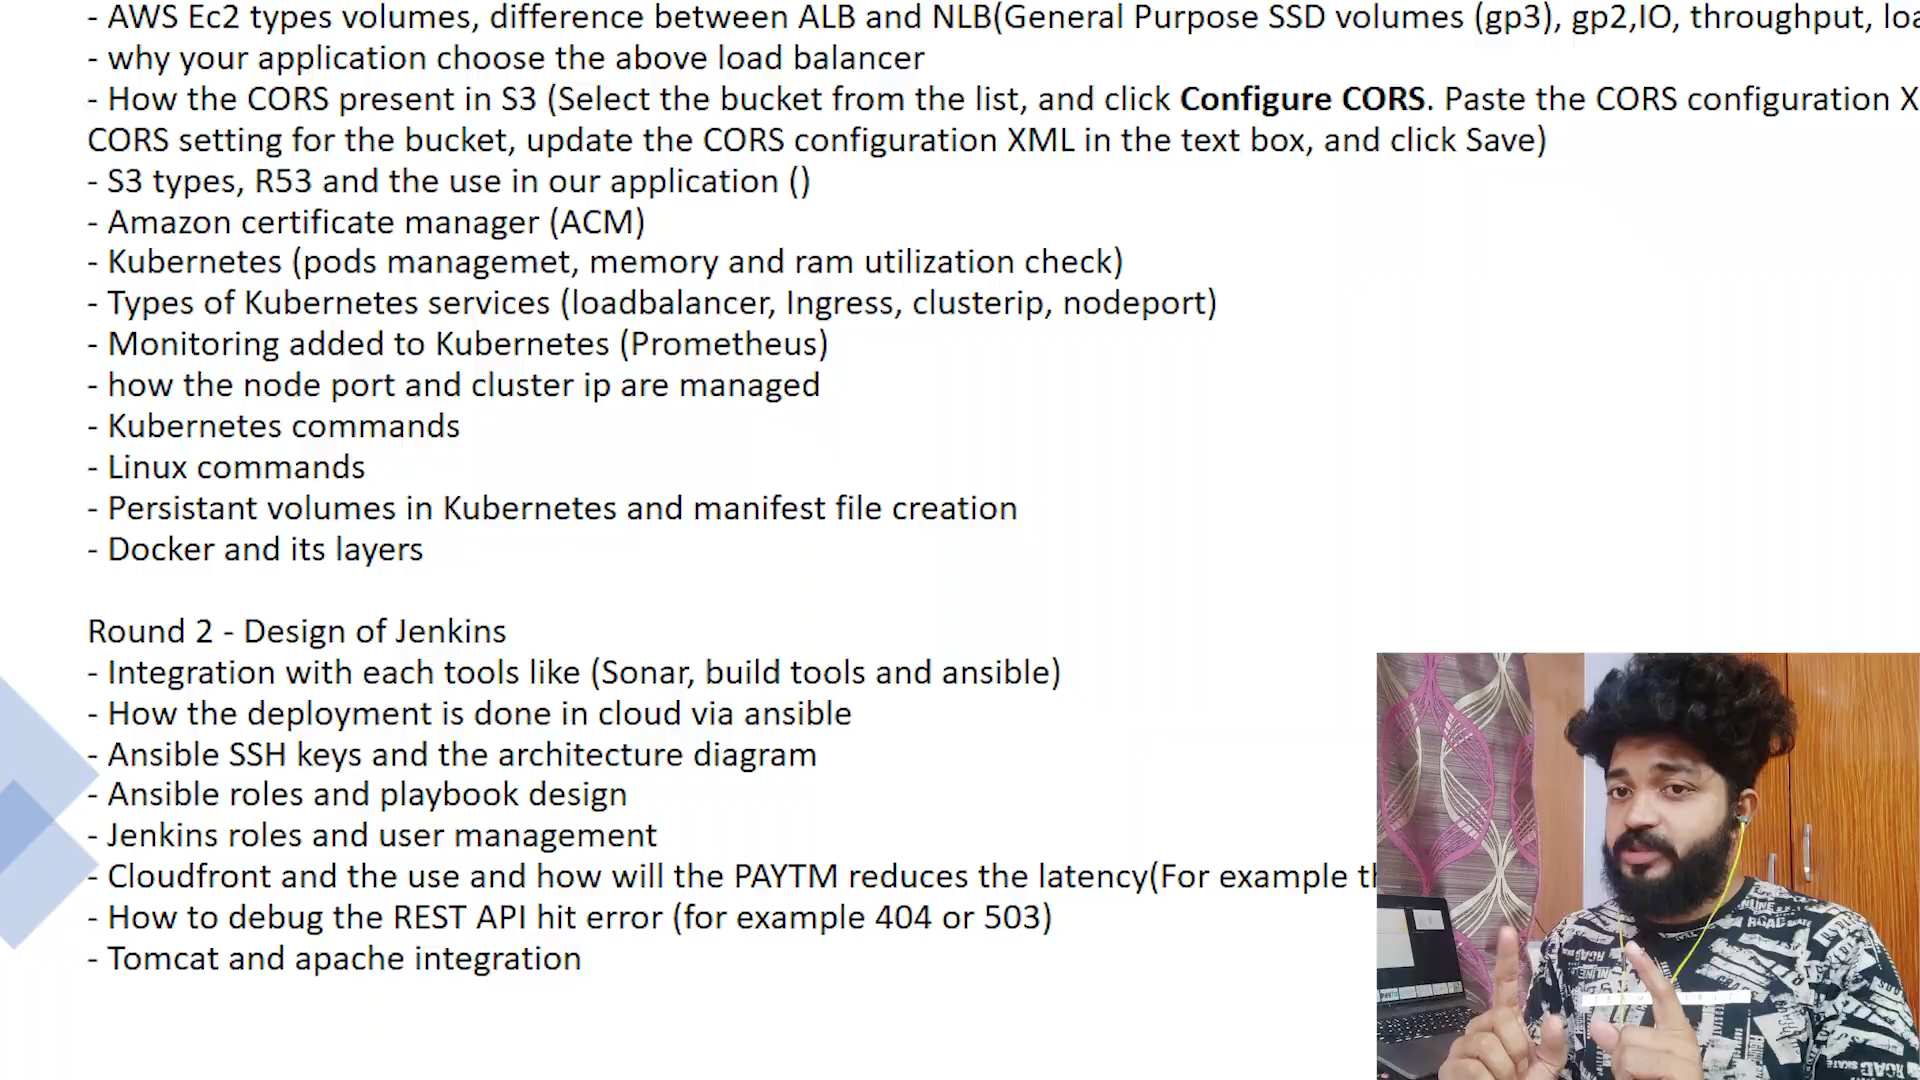 - AWS Ec2 types volumes, difference between ALB and NLB(General Purpose SSD volumes (gp3), gp2,IO, throughput,
- why your application choose the above load balancer
- How the CORS present in S3 (Select the bucket from the list, and click Configure CORS. Paste the CORS configuration
CORS setting for the bucket, update the CORS configuration XML in the text box, and click Save)
- S3 types, R53 and the use in our application ()
- Amazon certificate manager (ACM)
- Kubernetes (pods managemet, memory and ram utilization check)
- Types of Kubernetes services (loadbalancer, Ingress, clusterip, nodeport)
- Monitoring added to Kubernetes (Prometheus)
- how the node port and cluster ip are managed
- Kubernetes commands
- Linux commands
- Persistant volumes in Kubernetes and manifest file creation
- Docker and its layers
Round 2 - Design of Jenkins
- Integration with each tools like (Sonar, build tools and ansible)
- How the deployment is done in cloud via ansible
- Ansible SSH keys and the architecture diagram
- Ansible roles and playbook design
- Jenkins roles and user management
- Cloudfront and the use and how will the PAYTM reduces the latency(For example
- How to debug the REST API hit error (for example 404 or 503)
- Tomcat and apache integration